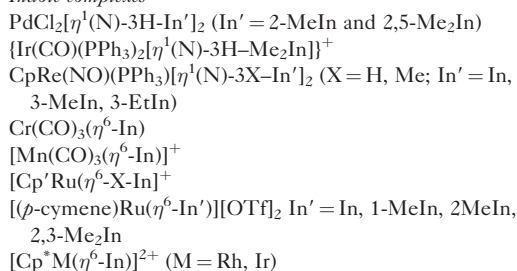 Indole complexes
PdCl₂[η¹(N)-3H-In′]₂ (In′ = 2-MeIn and 2,5-Me₂In)
{Ir(CO)(PPh₃)₂[η¹(N)-3H–Me₂In]}⁺
CpRe(NO)(PPh₃)[η¹(N)-3X–In′]₂ (X = H, Me; In′ = In,
3-MeIn, 3-EtIn)
Cr(CO)₃(η⁶-In)
[Mn(CO)₃(η⁶-In)]⁺
[Cp′Ru(η⁶-X-In]⁺
[(p-cymene)Ru(η⁶-In′)][OTf]₂ In′ = In, 1-MeIn, 2MeIn,
2,3-Me₂In
[Cp*M(η⁶-In)]²⁺ (M = Rh, Ir)